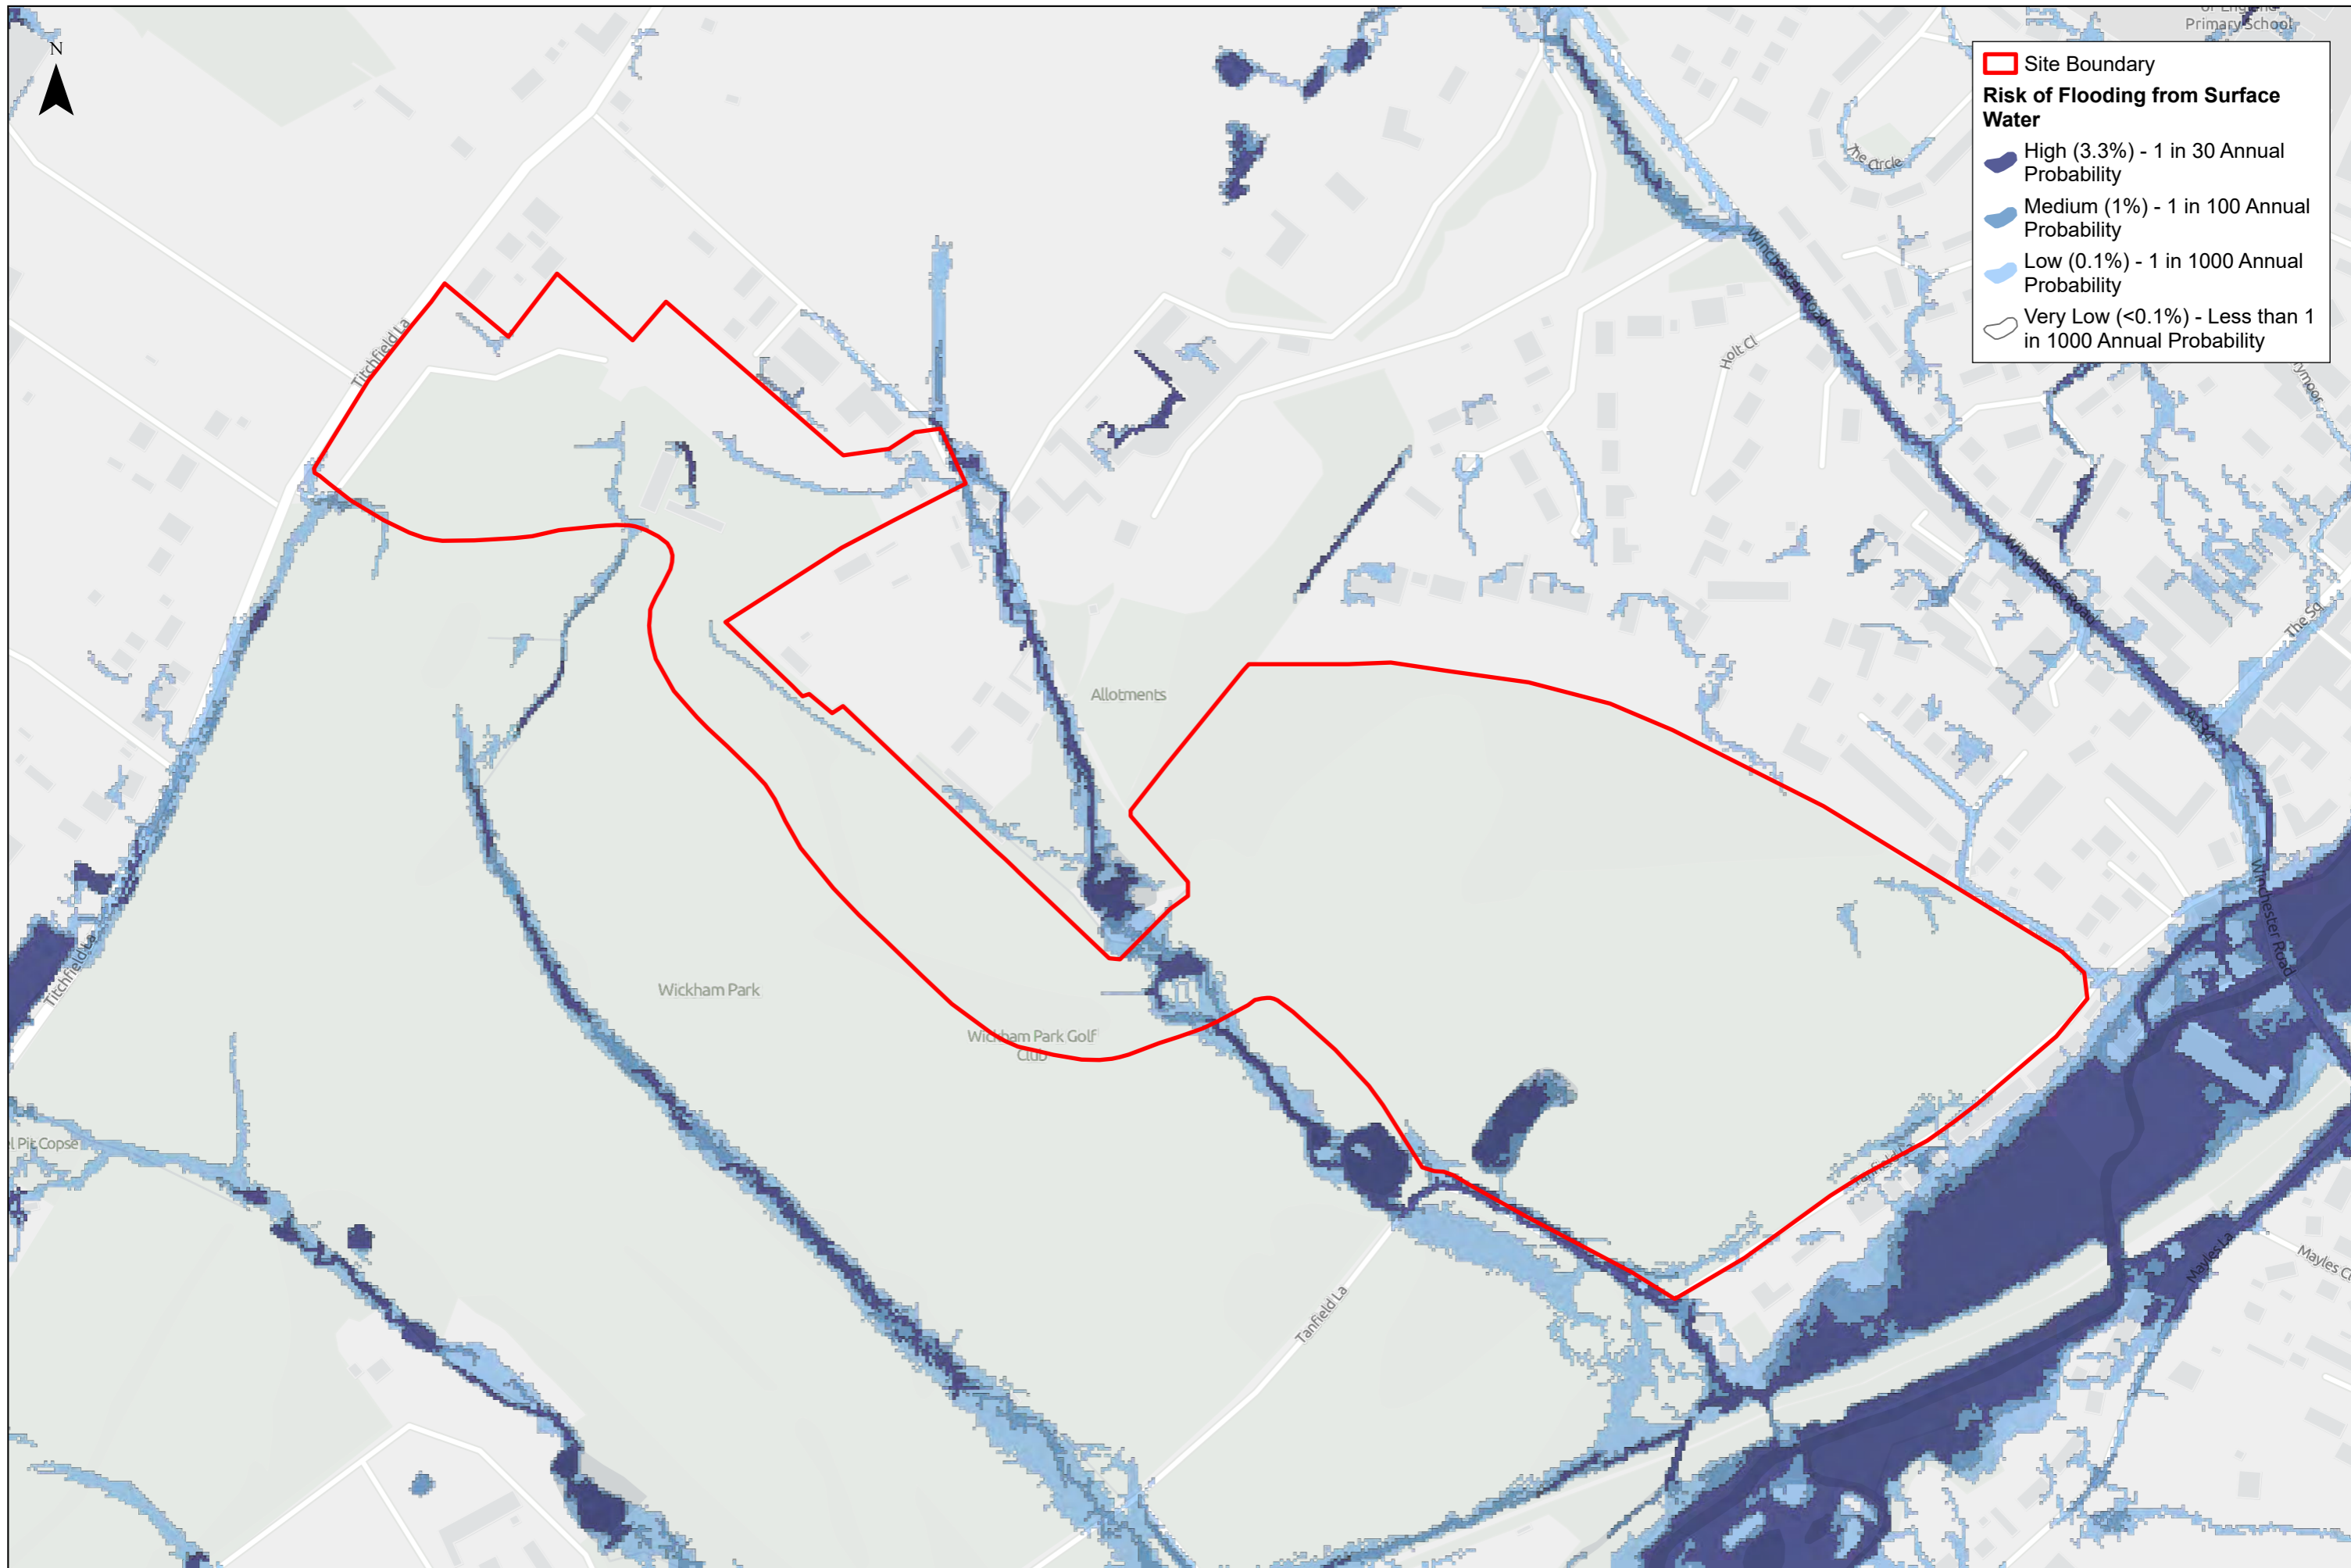 Primary School
N
Site Boundary
Risk of Flooding from Surface
Water
High (3.3%) - 1 in 30 Annual
Probability
Medium (1%) - 1 in 100 Annual
Probability
Low (0.1%) - 1 in 1000 Annual
Probability
Very Low (<0.1%) - Less than 1
in 1000 Annual Probability
The Circle
Winchester Road
Titchfield La
Holt Cl
Winchester Road
The Sq
Allotments
Winchester Road
Titchfield La
Wickham Park
Wickham Park Golf
Club
Pit Copse
Mayles La
Mayles
Tanfield La